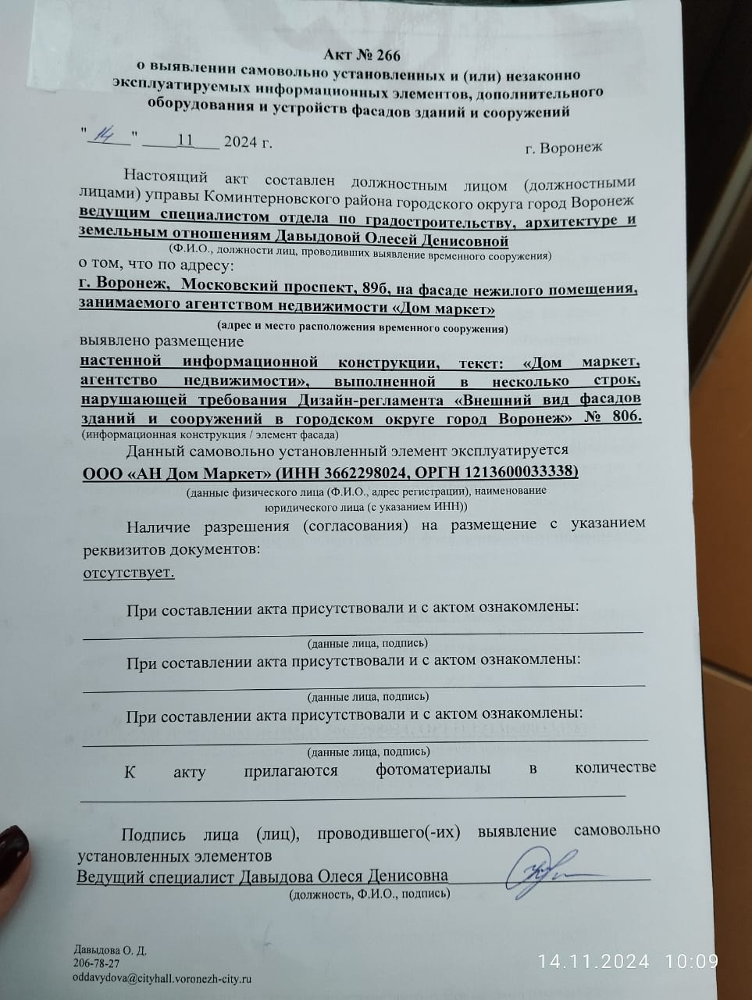 Акт № 266
о выявлении самовольно установленных и (или) незаконно
эксплуатируемых информационных элементов, дополнительного
оборудования и устройств фасадов зданий и сооружений
"14" 11 2024 г.
г. Воронеж
Настоящий акт составлен должностным лицом (должностными
лицами) управы Коминтерновского района городского округа город Воронеж
ведущим специалистом отдела по градостроительству, архитектуре и
земельным отношениям Давыдовой Олесей Денисовной
(Ф.И.О., должности лиц, проводивших выявление временного сооружения)
о том, что по адресу:
г. Воронеж, Московский проспект, 89б, на фасаде нежилого помещения,
занимаемого агентством недвижимости «Дом маркет»
(адрес и место расположения временного сооружения)
выявлено размещение
настенной информационной конструкции, текст: «Дом маркет,
агентство недвижимости», выполненной в несколько строк,
нарушающей требования Дизайн-регламента «Внешний вид фасадов
зданий и сооружений в городском округе город Воронеж» № 806.
(информационная конструкция / элемент фасада)
Данный самовольно установленный элемент эксплуатируется
ООО «АН Дом Маркет» (ИНН 3662298024, ОРГН 1213600033338)
(данные физического лица (Ф.И.О., адрес регистрации), наименование
юридического лица (с указанием ИНН))
Наличие разрешения (согласования) на размещение с указанием
реквизитов документов:
отсутствует.
При составлении акта присутствовали и с актом ознакомлены:
(данные лица, подпись)
При составлении акта присутствовали и с актом ознакомлены:
(данные лица, подпись)
При составлении акта присутствовали и с актом ознакомлены:
(данные лица, подпись)
К акту прилагаются фотоматериалы в количестве
Подпись лица (лиц), проводившего(-их) выявление самовольно
установленных элементов
Ведущий специалист Давыдова Олеся Денисовна
(должность, Ф.И.О., подпись)
Давыдова О. Д.
206-78-27
oddavydova@cityhall.voronezh-city.ru
14.11.2024 10:09